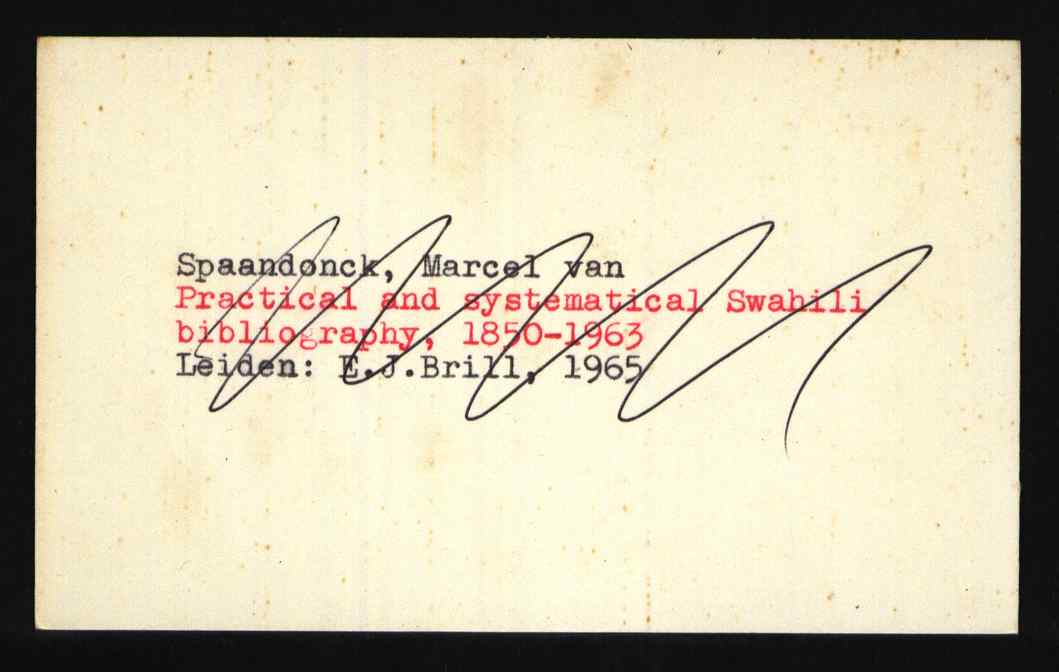 Spaandonck, Marcel van
Practical and systematical Swahili
bibliography, 1850-1963
Leiden: E.J.Brill, 1965